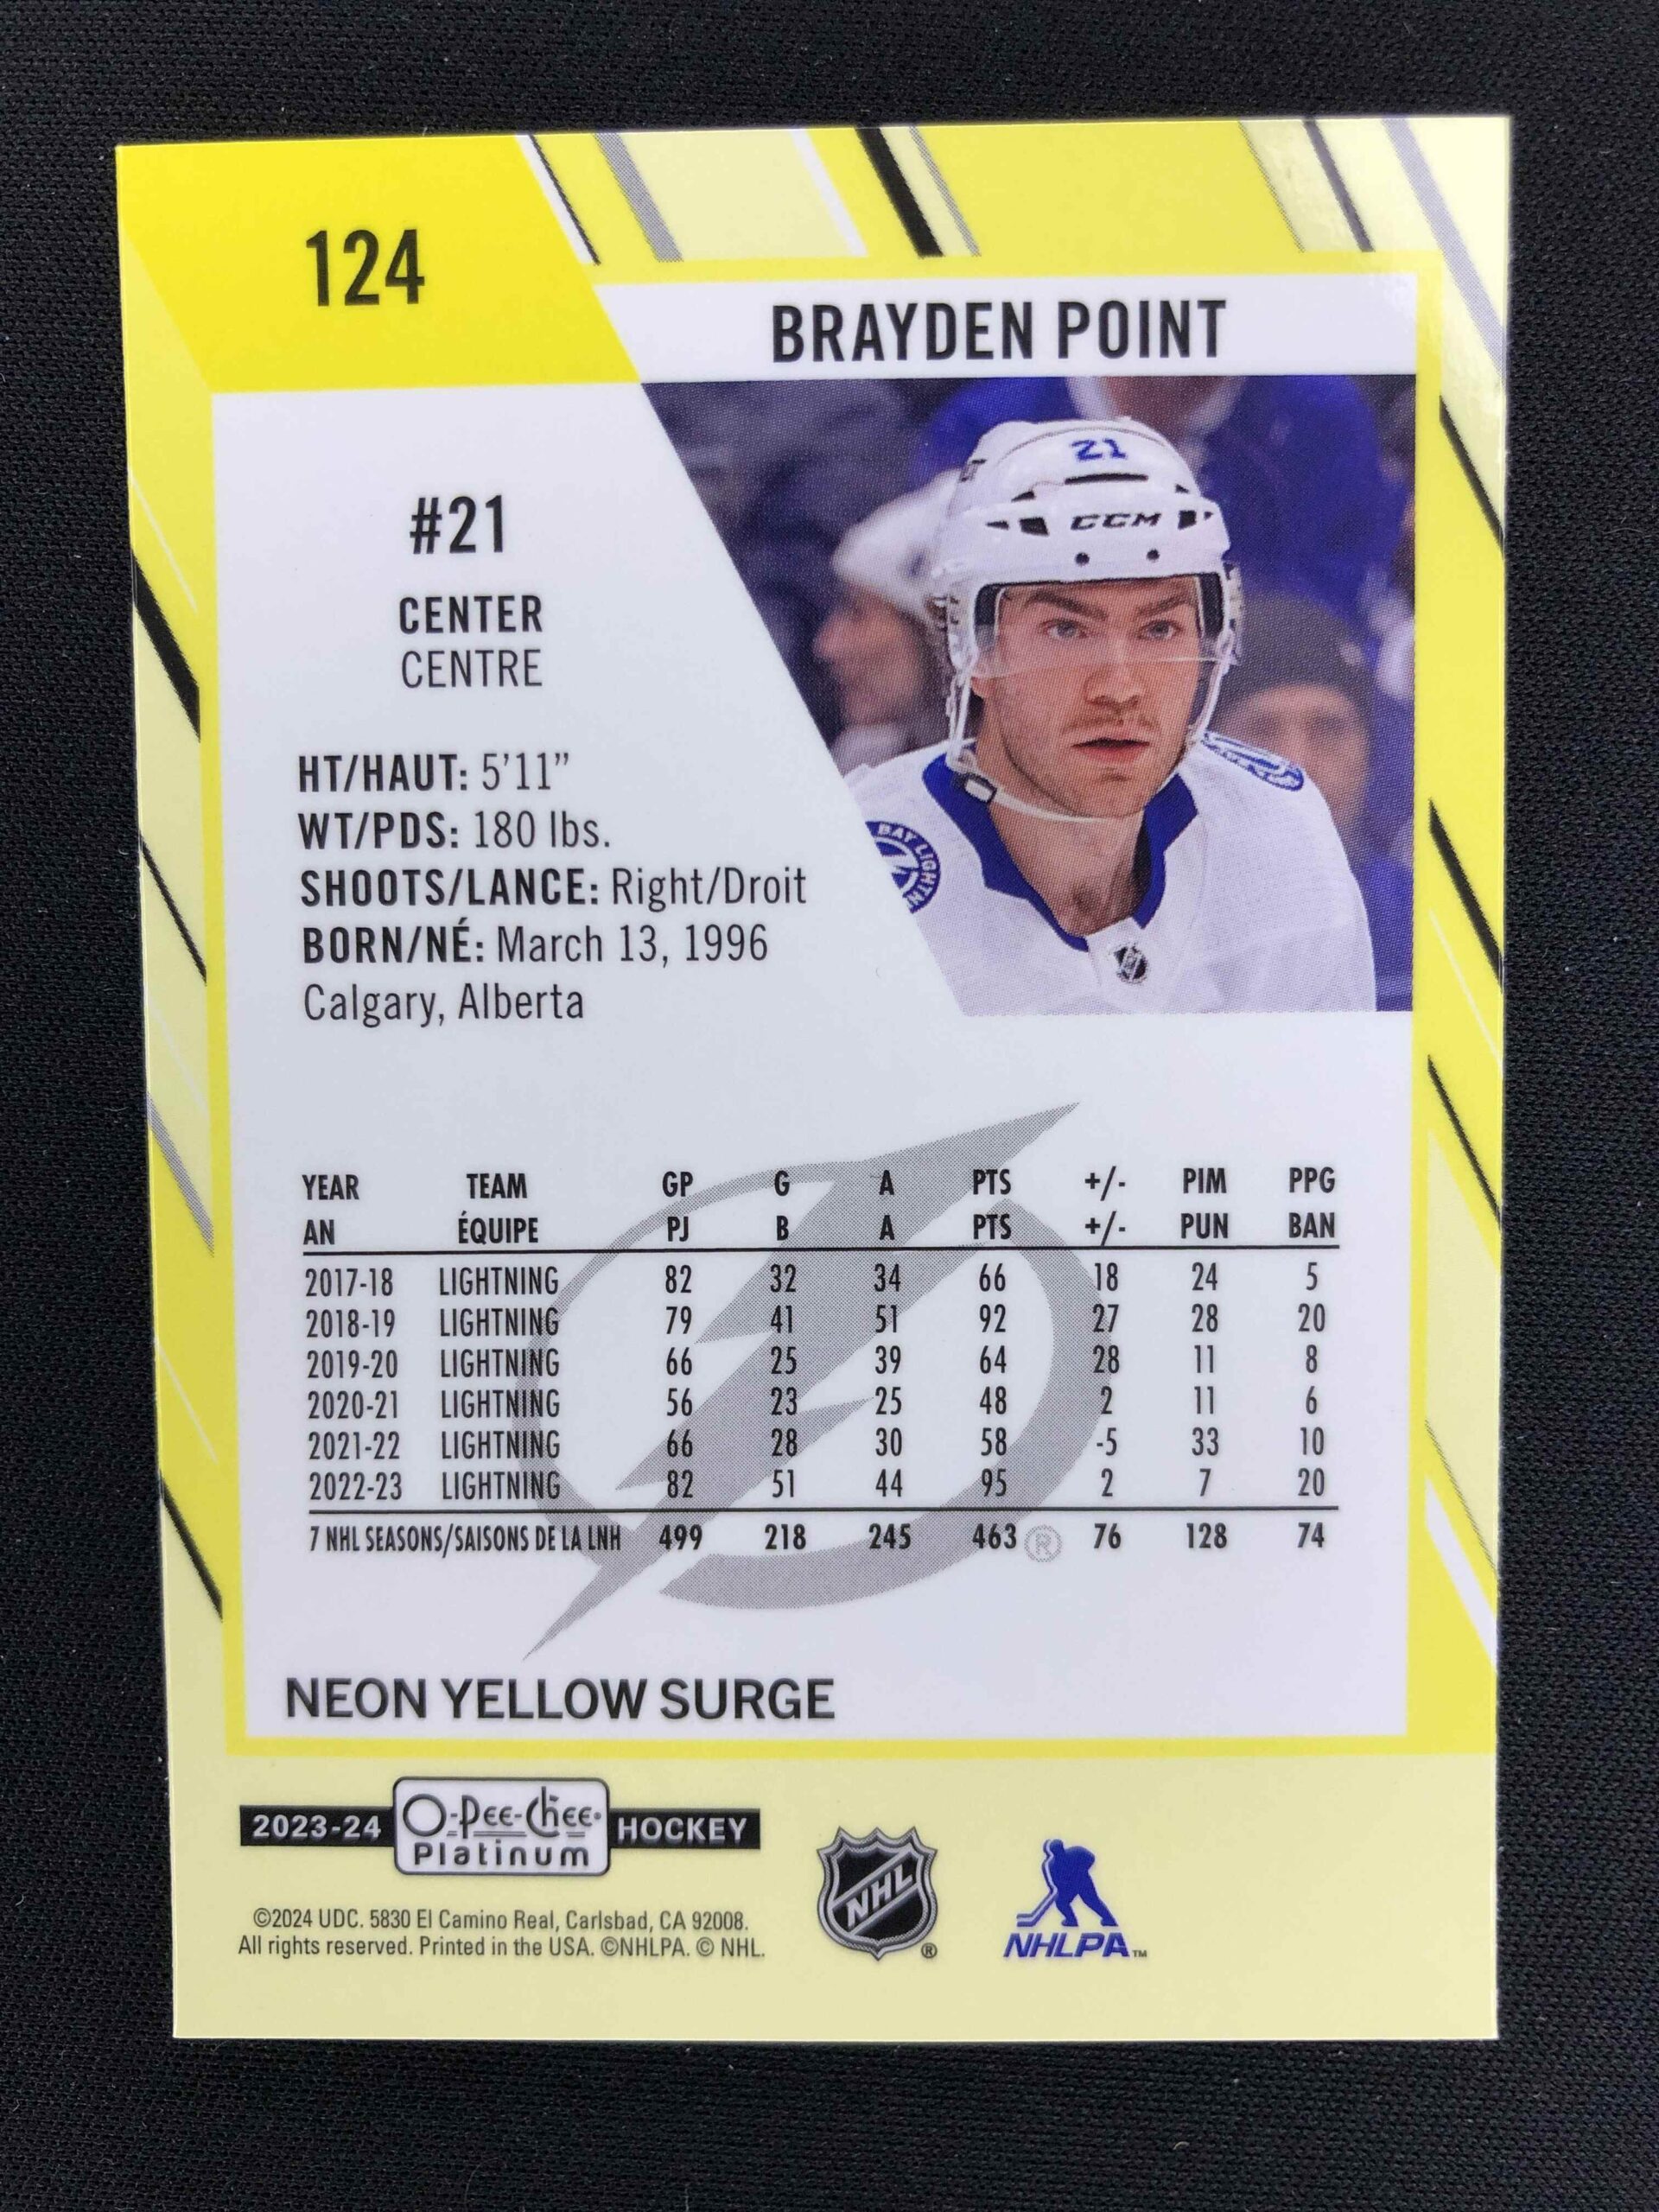 124
BRAYDEN POINT
21
CCM
#21
CENTER
CENTRE
HT/HAUT: 5'11"
WT/PDS: 180 lbs.
SHOOTS/LANCE: Right/Droit
BORN/NÉ: March 13, 1996
Calgary, Alberta
BAY LIGHTN
YEAR TEAM GP G A PTS +/- PIM PPG
AN ÉQUIPE PJ B A PTS +/- PUN BAN
2017-18 LIGHTNING 82 32 34 66 18 24 5
2018-19 LIGHTNING 79 41 51 92 27 28 20
2019-20 LIGHTNING 66 25 39 64 28 11 8
2020-21 LIGHTNING 56 23 25 48 2 11 6
2021-22 LIGHTNING 66 28 30 58 -5 33 10
2022-23 LIGHTNING 82 51 44 95 2 7 20
7 NHL SEASONS/SAISONS DE LA LNH 499 218 245 463 ® 76 128 74
NEON YELLOW SURGE
2023-24 O-Pee-Chee Platinum HOCKEY
©2024 UDC. 5830 El Camino Real, Carlsbad, CA 92008.
All rights reserved. Printed in the USA. ©NHLPA. © NHL.
NHL ®
NHLPA™